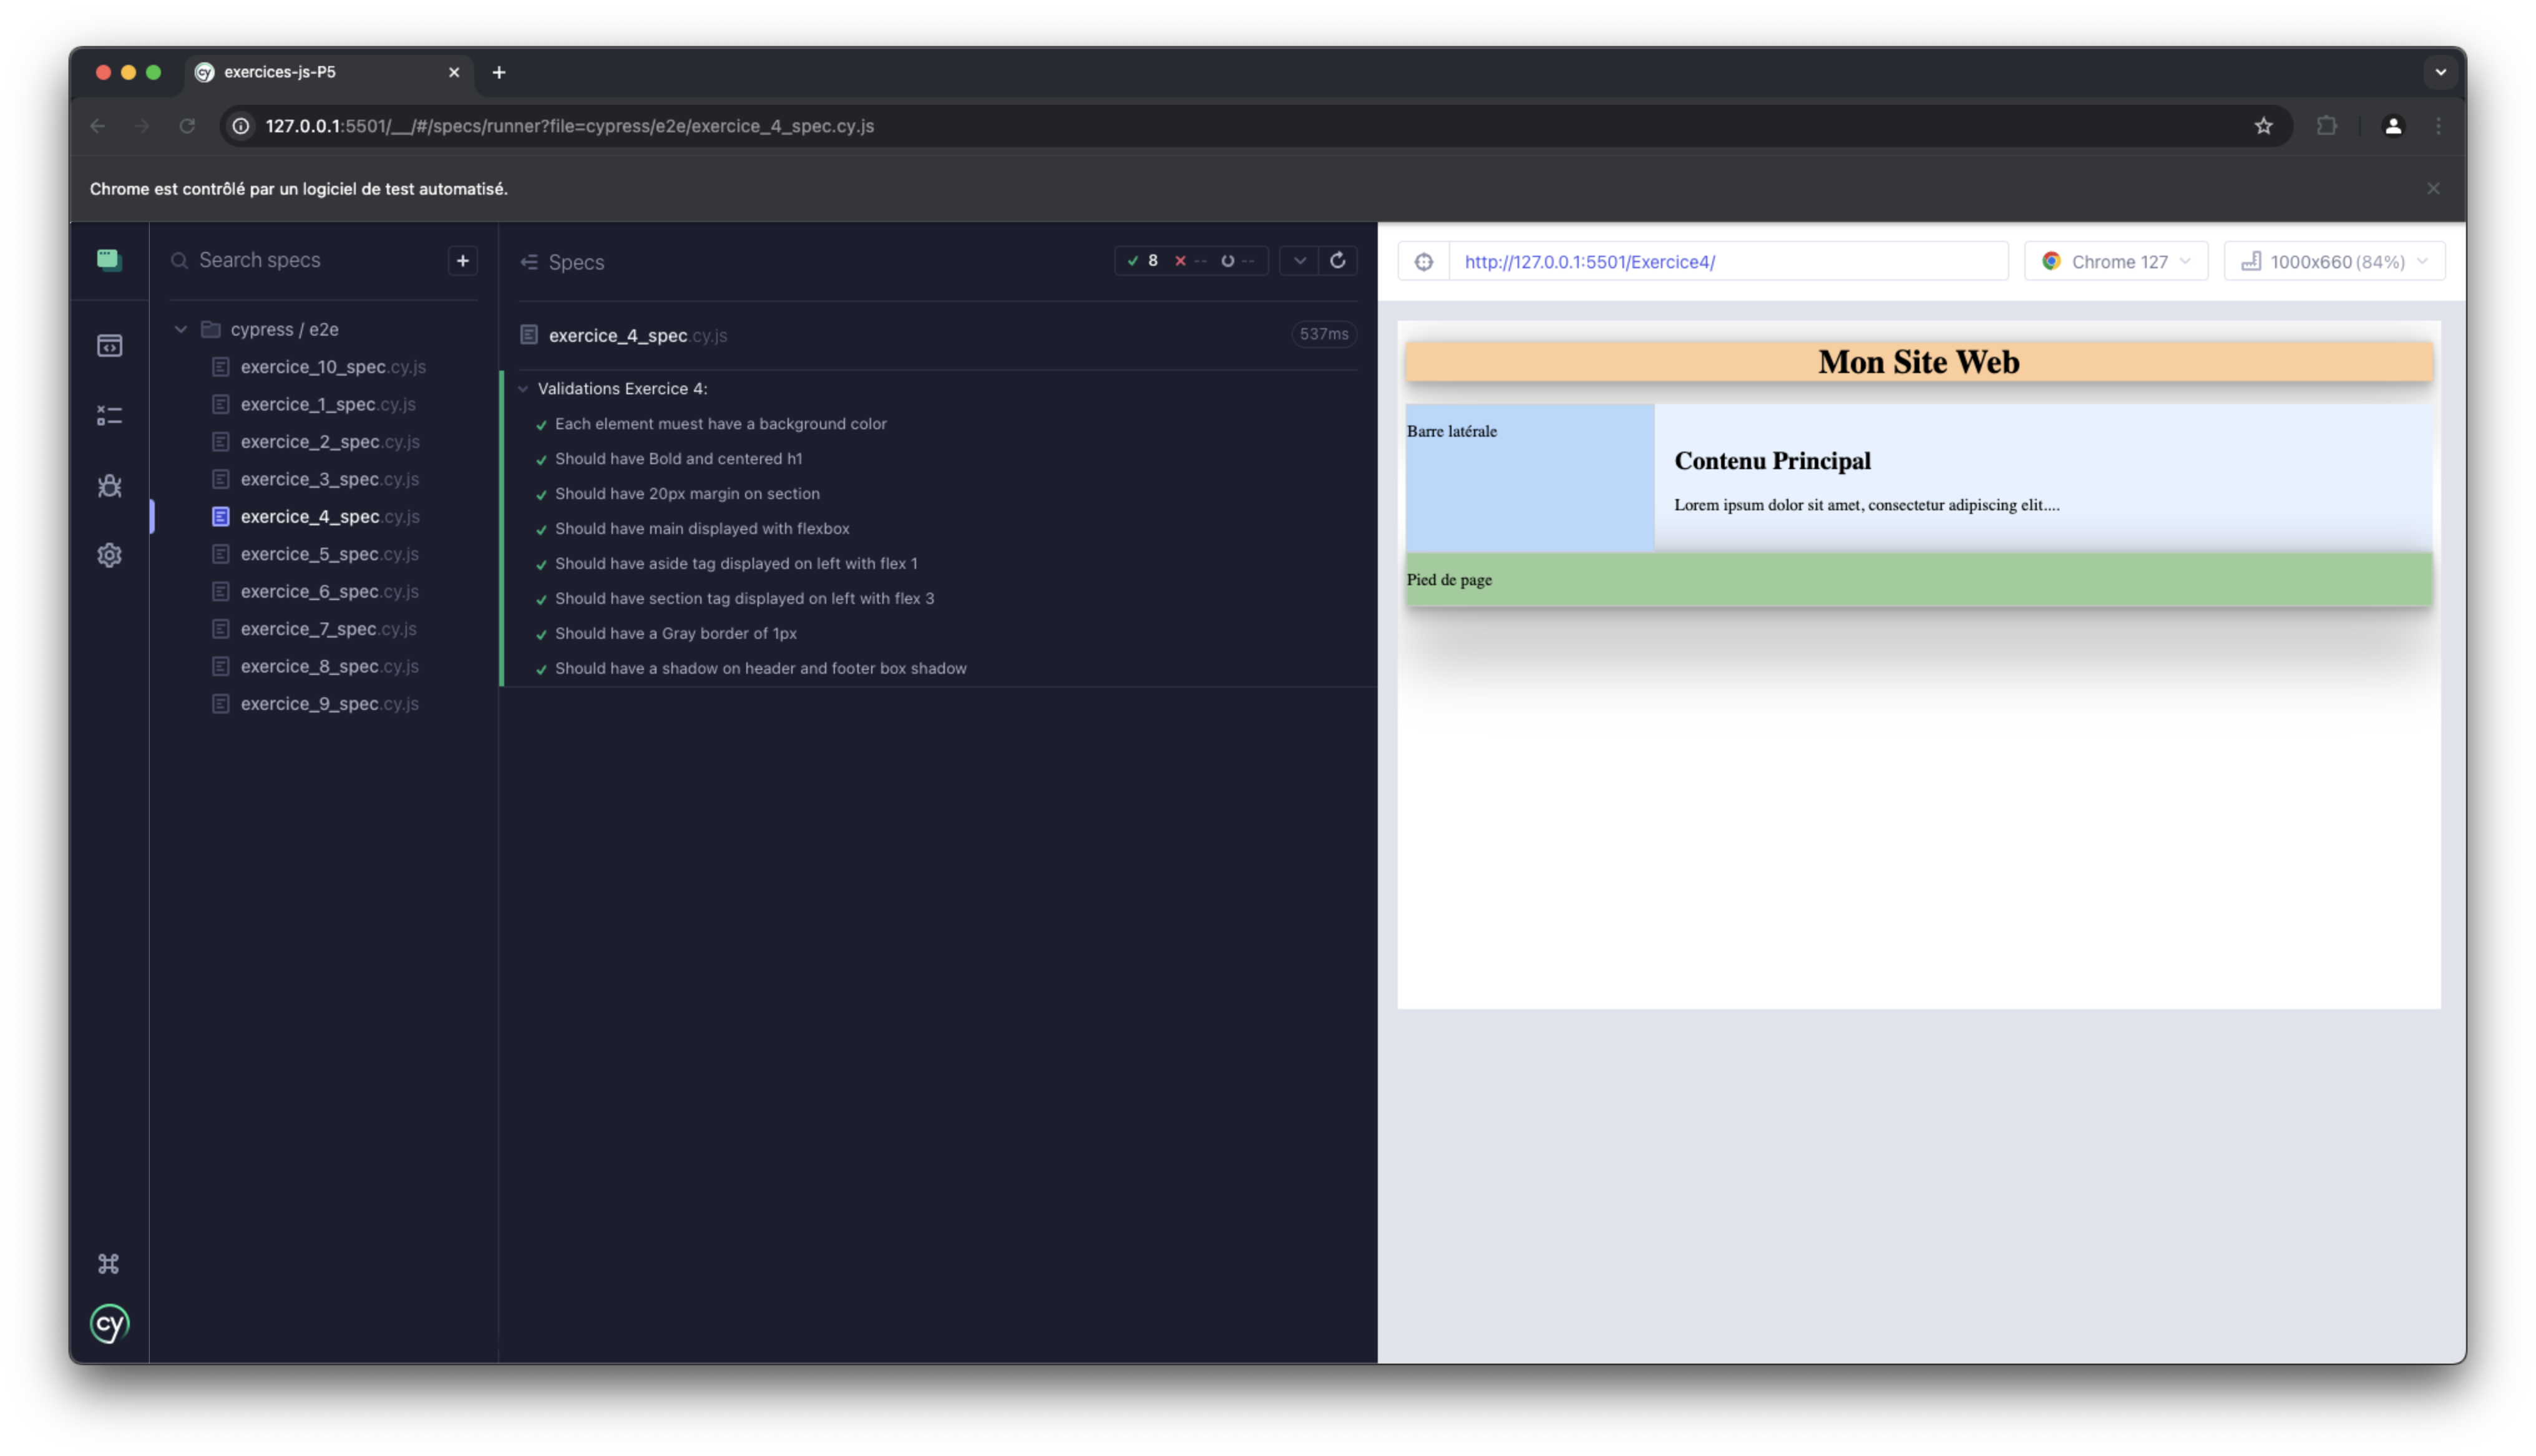 exercices-js-P5
127.0.0.1:5501/__/#/specs/runner?file=cypress/e2e/exercice_4_spec.cy.js
Chrome est contrôlé par un logiciel de test automatisé.
Search specs
cypress / e2e
exercice_10_spec.cy.js
exercice_1_spec.cy.js
exercice_2_spec.cy.js
exercice_3_spec.cy.js
exercice_4_spec.cy.js
exercice_5_spec.cy.js
exercice_6_spec.cy.js
exercice_7_spec.cy.js
exercice_8_spec.cy.js
exercice_9_spec.cy.js
cy
Specs
8 -- --
exercice_4_spec.cy.js 537ms
Validations Exercice 4:
Each element muest have a background color
Should have Bold and centered h1
Should have 20px margin on section
Should have main displayed with flexbox
Should have aside tag displayed on left with flex 1
Should have section tag displayed on left with flex 3
Should have a Gray border of 1px
Should have a shadow on header and footer box shadow
http://127.0.0.1:5501/Exercice4/
Chrome 127
1000x660 (84%)
Mon Site Web
Barre latérale
Contenu Principal
Lorem ipsum dolor sit amet, consectetur adipiscing elit....
Pied de page